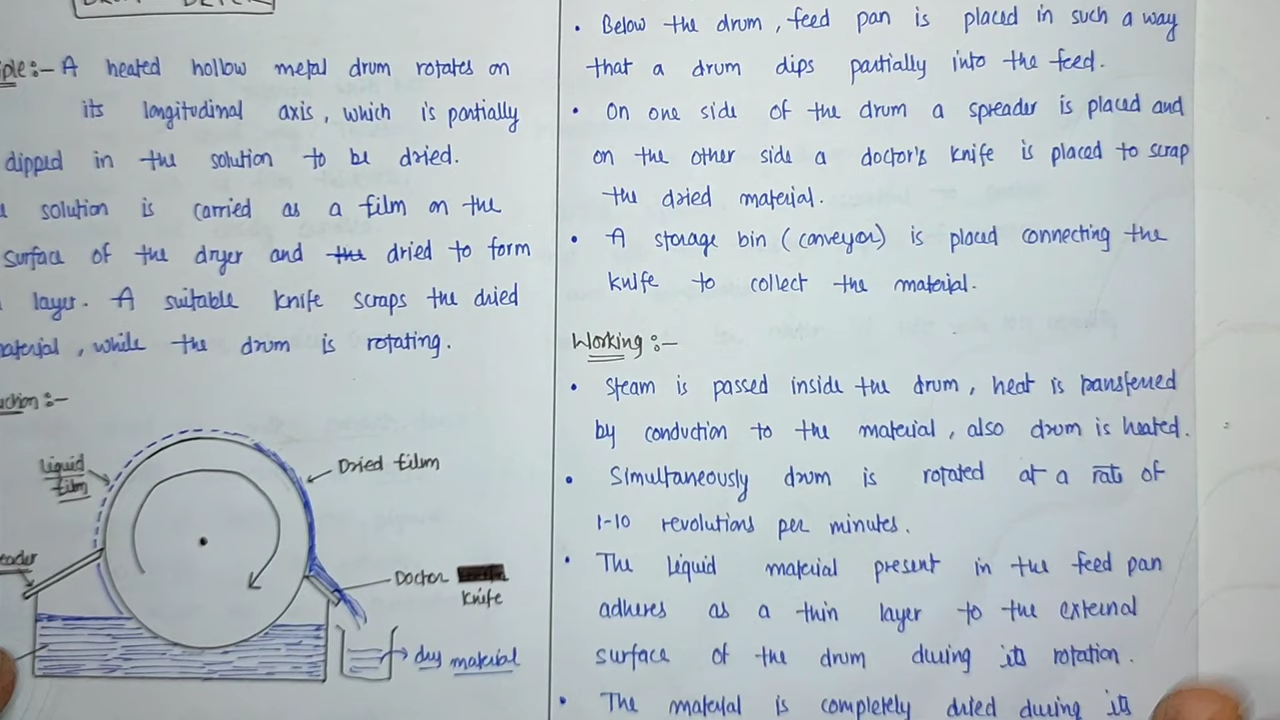 iple:- A heated hollow metal drum rotates on
its longitudinal axis, which is partially
dipped in the solution to be dried.
solution is carried as a film on the
surface of the dryer and the dried to form
layer. A suitable knife scraps the dried
material, while the drum is rotating.
uction:-
Liquid
film
Dried film
eader
Doctor
Knife
dry material
• Below the drum, feed pan is placed in such a way
that a drum dips partially into the feed.
• On one side of the drum a spreader is placed and
on the other side a doctor's knife is placed to scrap
the dried material.
• A storage bin (conveyor) is placed connecting the
knife to collect the material.
Working :-
• Steam is passed inside the drum, heat is transferred
by conduction to the material, also drum is heated.
• Simultaneously drum is rotated at a rate of
1-10 revolutions per minutes.
• The Liquid material present in the feed pan
adheres as a thin layer to the external
surface of the drum during its rotation.
• The material is completely dried during its